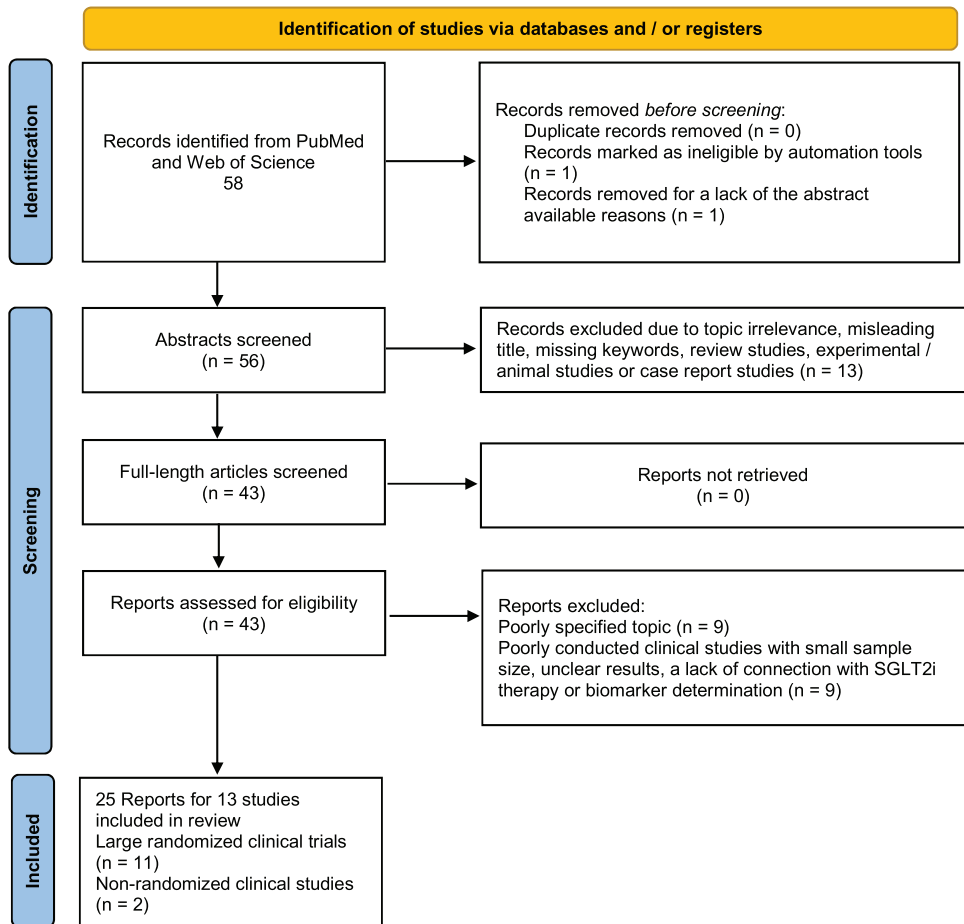 Identification of studies via databases and / or registers
Identification
Records identified from PubMed
and Web of Science
58
Records removed before screening:
Duplicate records removed (n = 0)
Records marked as ineligible by automation tools
(n = 1)
Records removed for a lack of the abstract
available reasons (n = 1)
Screening
Abstracts screened
(n = 56)
Records excluded due to topic irrelevance, misleading
title, missing keywords, review studies, experimental /
animal studies or case report studies (n = 13)
Full-length articles screened
(n = 43)
Reports not retrieved
(n = 0)
Reports assessed for eligibility
(n = 43)
Reports excluded:
Poorly specified topic (n = 9)
Poorly conducted clinical studies with small sample
size, unclear results, a lack of connection with SGLT2i
therapy or biomarker determination (n = 9)
Included
25 Reports for 13 studies
included in review
Large randomized clinical trials
(n = 11)
Non-randomized clinical studies
(n = 2)